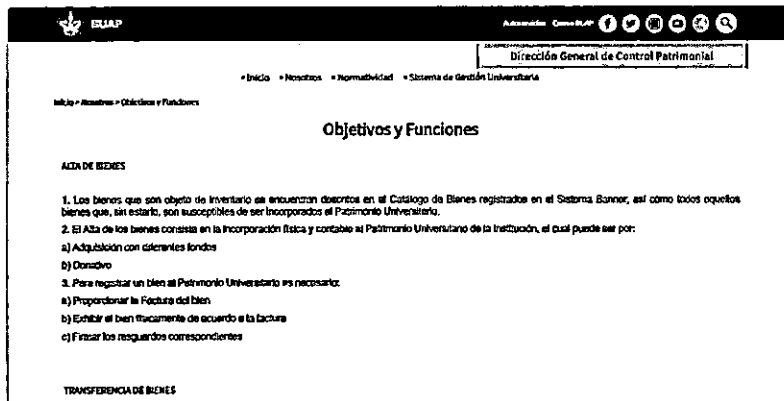 BUAP
Autoservicios Correo BUAP
Dirección General de Control Patrimonial
Inicio Nosotros Normatividad Sistema de Gestión Universitaria
Inicio > Nosotros > Objetivos y Funciones
Objetivos y Funciones
ALTA DE BIENES
1. Los bienes que son objeto de Inventario se encuentran descritos en el Catálogo de Bienes registrados en el Sistema Banner, así como todos aquellos
bienes que, sin estarlo, son susceptibles de ser Incorporados al Patrimonio Universitario.
2. El Alta de los bienes consista en la Incorporación física y contable al Patrimonio Universitario de la Institución, el cual puede ser por:
a) Adquisición con diferentes fondos
b) Donativo
3. Para registrar un bien al Patrimonio Universitario es necesario:
a) Proporcionar la Factura del bien
b) Exhibir el bien físicamente de acuerdo a la factura
c) Firmar los resguardos correspondientes
TRANSFERENCIA DE BIENES